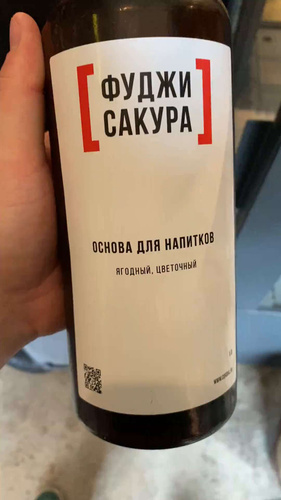 ФУДЖИ
САКУРА
ОСНОВА ДЛЯ НАПИТКОВ
ЯГОДНЫЙ, ЦВЕТОЧНЫЙ